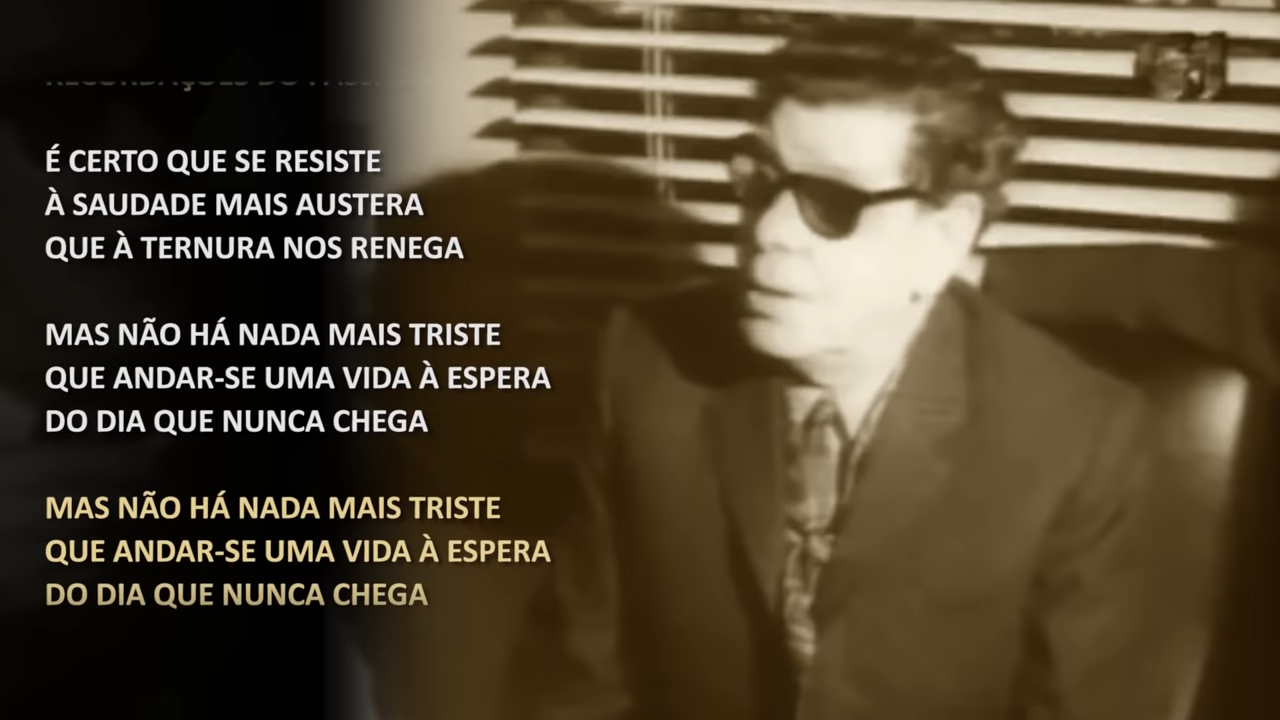 É CERTO QUE SE RESISTE
À SAUDADE MAIS AUSTERA
QUE À TERNURA NOS RENEGA
MAS NÃO HÁ NADA MAIS TRISTE
QUE ANDAR-SE UMA VIDA À ESPERA
DO DIA QUE NUNCA CHEGA
MAS NÃO HÁ NADA MAIS TRISTE
QUE ANDAR-SE UMA VIDA À ESPERA
DO DIA QUE NUNCA CHEGA